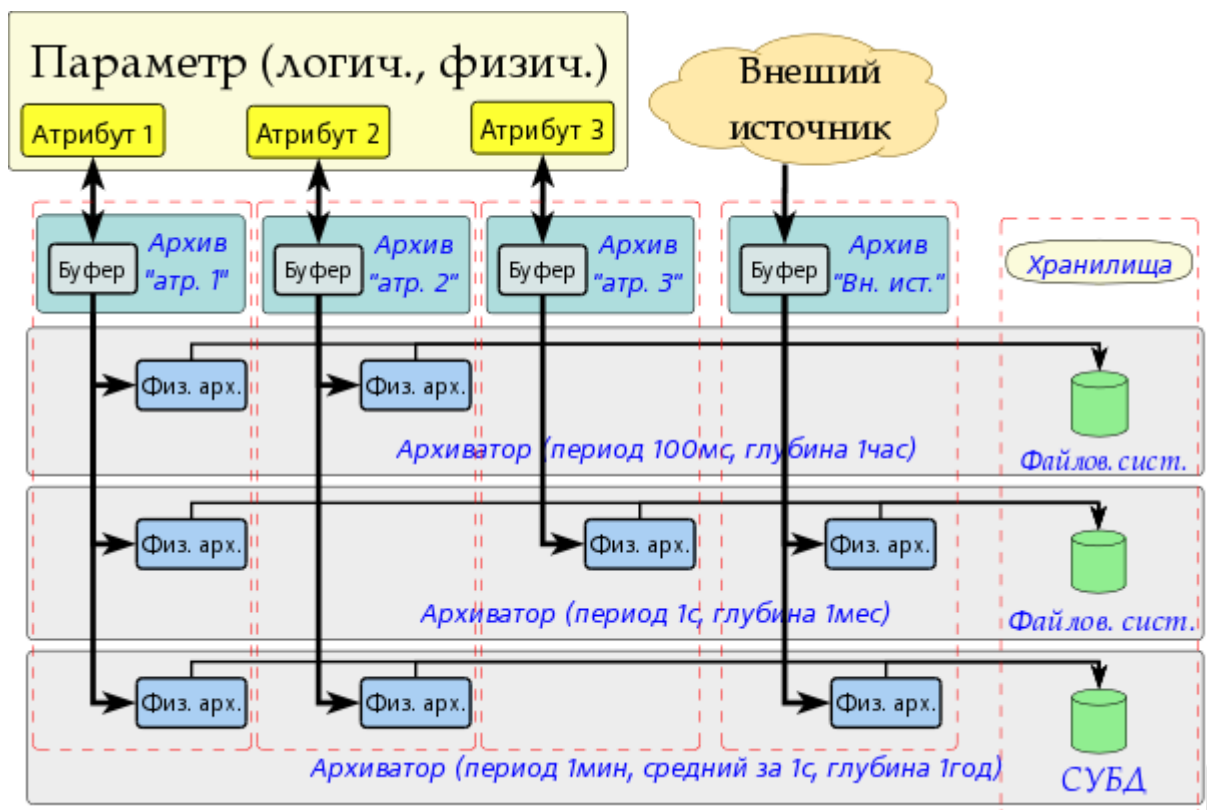 Параметр (логич., физич.)
Атрибут 1
Атрибут 2
Атрибут 3
Внеший
источник
Буфер
Архив
"атр. 1"
Буфер
Архив
"атр. 2"
Буфер
Архив
"атр. 3"
Буфер
Архив
"Вн. ист."
Хранилища
Физ. арх.
Физ. арх.
Архиватор (период 100мс, глубина 1час)
Файлов. сист.
Физ. арх.
Физ. арх.
Физ. арх.
Архиватор (период 1с, глубина 1мес)
Файлов. сист.
Физ. арх.
Физ. арх.
Физ. арх.
Архиватор (период 1мин, средний за 1с, глубина 1год)
СУБД